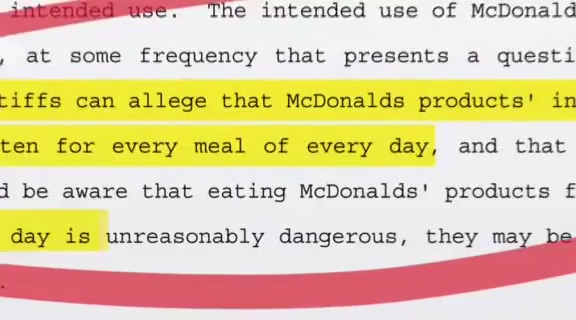 intended use. The intended use of McDonald
, at some frequency that presents a questi
tiffs can allege that McDonalds products' in
ten for every meal of every day, and that
d be aware that eating McDonalds' products f
day is unreasonably dangerous, they may be
.